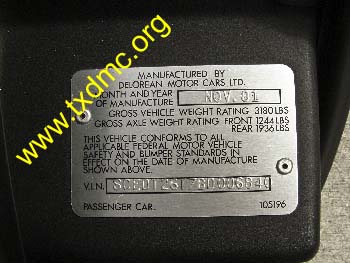 www.txdmc.org
MANUFACTURED BY
DELOREAN MOTOR CARS LTD.
MONTH AND YEAR
OF MANUFACTURE NOV.81
GROSS VEHICLE WEIGHT RATING 3180 LBS
GROSS AXLE WEIGHT RATING FRONT 1244 LBS
REAR 1936 LBS
THIS VEHICLE CONFORMS TO ALL
APPLICABLE FEDERAL MOTOR VEHICLE
SAFETY AND BUMPER STANDARDS IN
EFFECT ON THE DATE OF MANUFACTURE
SHOWN ABOVE.
V.I.N.
PASSENGER CAR. 105196